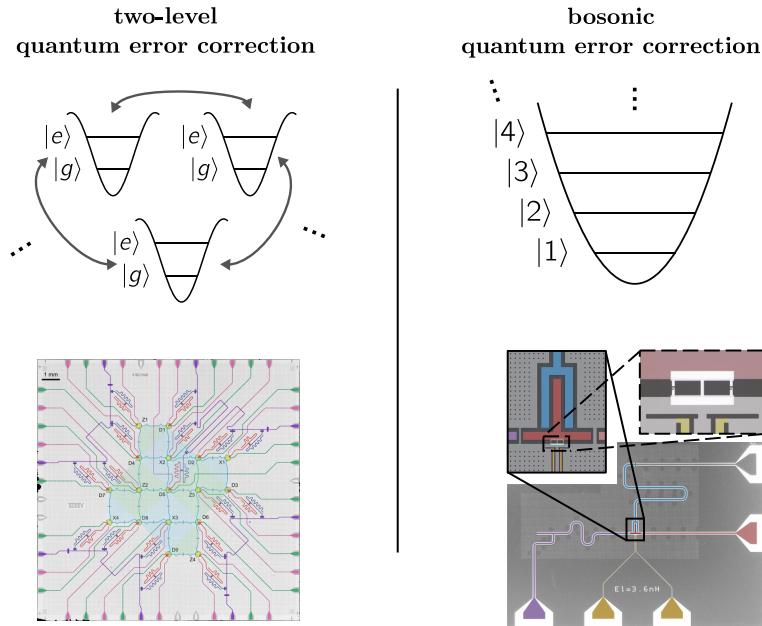 two-level
quantum error correction
bosonic
quantum error correction
|e⟩
|g⟩
|e⟩
|g⟩
|e⟩
|g⟩
|4⟩
|3⟩
|2⟩
|1⟩
1 mm
Z1
D1
D4
X2
D2
X1
D7
Z2
D5
Z3
D3
X4
D8
X3
D6
D9
Z4
El=3.6nH